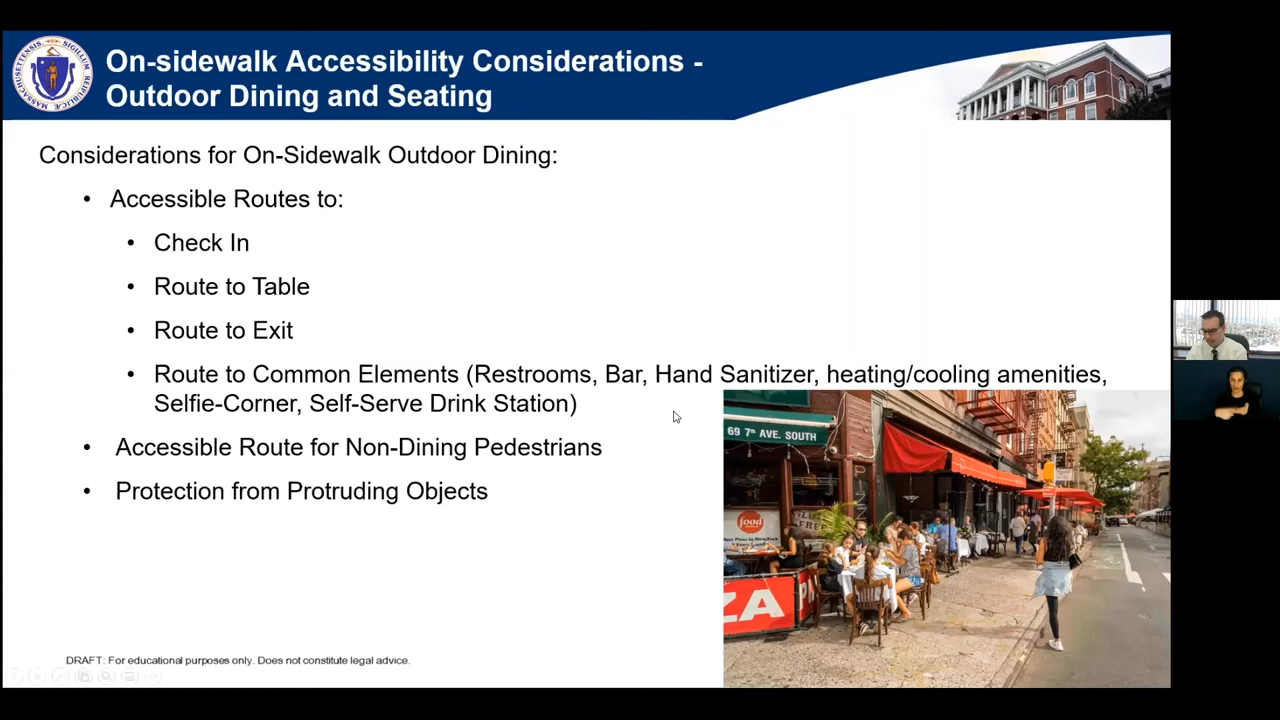 On-sidewalk Accessibility Considerations -
Outdoor Dining and Seating
Considerations for On-Sidewalk Outdoor Dining:
• Accessible Routes to:
• Check In
• Route to Table
• Route to Exit
• Route to Common Elements (Restrooms, Bar, Hand Sanitizer, heating/cooling amenities,
Selfie-Corner, Self-Serve Drink Station)
• Accessible Route for Non-Dining Pedestrians
• Protection from Protruding Objects
69 7th AVE. SOUTH
food
ZA
DRAFT: For educational purposes only. Does not constitute legal advice.